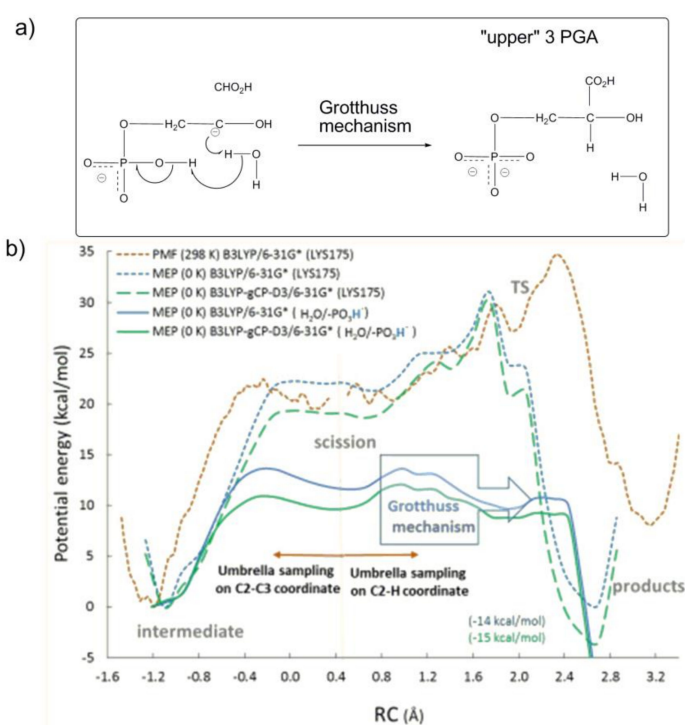 a)
"upper" 3 PGA
CHO₂H
CO₂H
Grotthuss
mechanism
O H₂C C OH
⊖
O H₂C C OH
H
O P O H
H O
H
⊖
O
O P O
⊖ ⊖
O
H O
H
b)
PMF (298 K) B3LYP/6-31G* (LYS175)
MEP (0 K) B3LYP/6-31G* (LYS175)
MEP (0 K) B3LYP-gCP-D3/6-31G* (LYS175)
MEP (0 K) B3LYP/6-31G* ( H₂O/-PO₃H⁻)
MEP (0 K) B3LYP-gCP-D3/6-31G* ( H₂O/-PO₃H⁻ )
TS
scission
Grotthuss
mechanism
Umbrella sampling
on C2-C3 coordinate
Umbrella sampling
on C2-H coordinate
intermediate
products
(-14 kcal/mol)
(-15 kcal/mol)
Potential energy (kcal/mol)
35
30
25
20
15
10
5
0
-5
-1.6 -1.2 -0.8 -0.4 0.0 0.4 0.8 1.2 1.6 2.0 2.4 2.8 3.2
RC (Å)